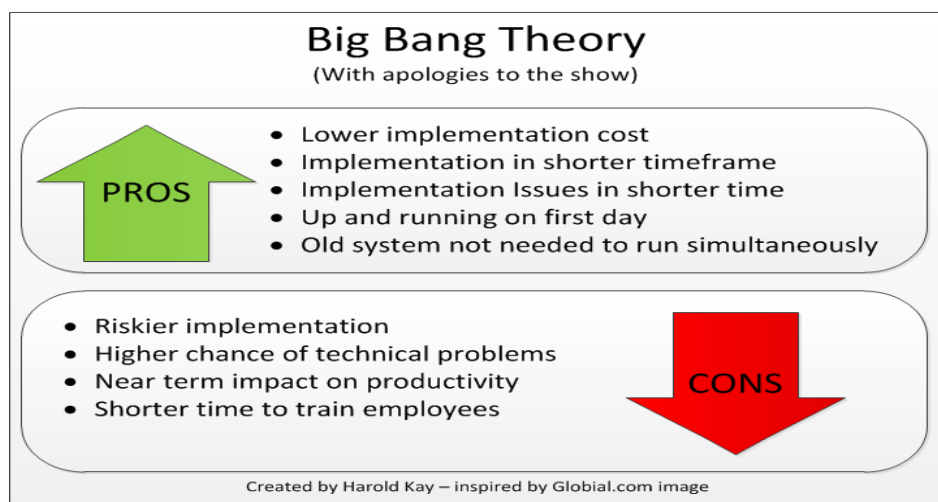 Big Bang Theory
(With apologies to the show)
PROS
• Lower implementation cost
• Implementation in shorter timeframe
• Implementation Issues in shorter time
• Up and running on first day
• Old system not needed to run simultaneously
• Riskier implementation
• Higher chance of technical problems
• Near term impact on productivity
• Shorter time to train employees
CONS
Created by Harold Kay – inspired by Globial.com image